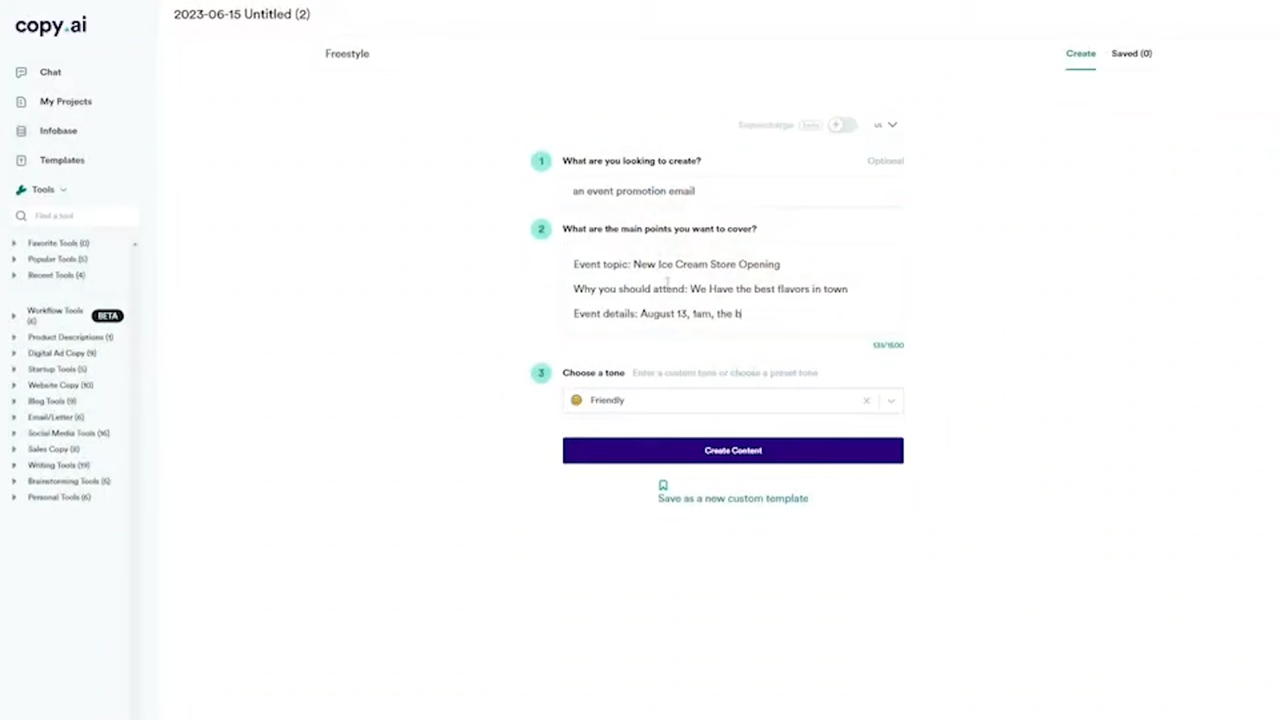 copy.ai
2023-06-15 Untitled (2)
Chat
My Projects
Infobase
Templates
Tools
Find a tool
Favorite Tools (0)
Popular Tools (5)
Recent Tools (4)
Workflow Tools
(6)
BETA
Product Descriptions (1)
Digital Ad Copy (9)
Startup Tools (5)
Website Copy (10)
Blog Tools (9)
Email/Letter (6)
Social Media Tools (16)
Sales Copy (8)
Writing Tools (19)
Brainstorming Tools (5)
Personal Tools (6)
Freestyle
Create
Saved (0)
Supercharge
US
1
What are you looking to create?
Optional
an event promotion email
2
What are the main points you want to cover?
Event topic: New Ice Cream Store Opening
Why you should attend: We Have the best flavors in town
Event details: August 13, 1am, the b
131/1500
3
Choose a tone
Enter a custom tone or choose a preset tone
Friendly
Create Content
Save as a new custom template